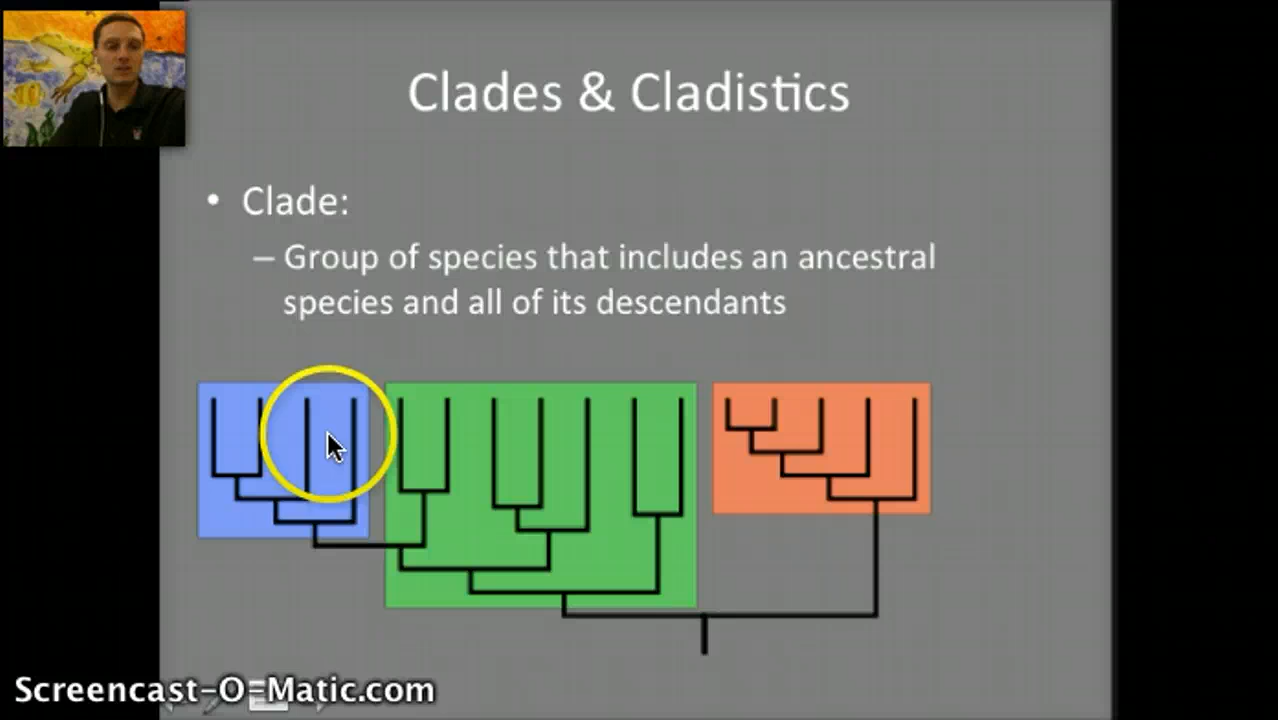 Clades & Cladistics
• Clade:
– Group of species that includes an ancestral
species and all of its descendants
Screencast-O-Matic.com